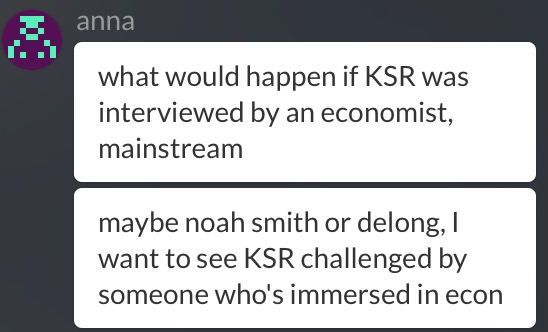 anna
what would happen if KSR was
interviewed by an economist,
mainstream
maybe noah smith or delong, I
want to see KSR challenged by
someone who's immersed in econ